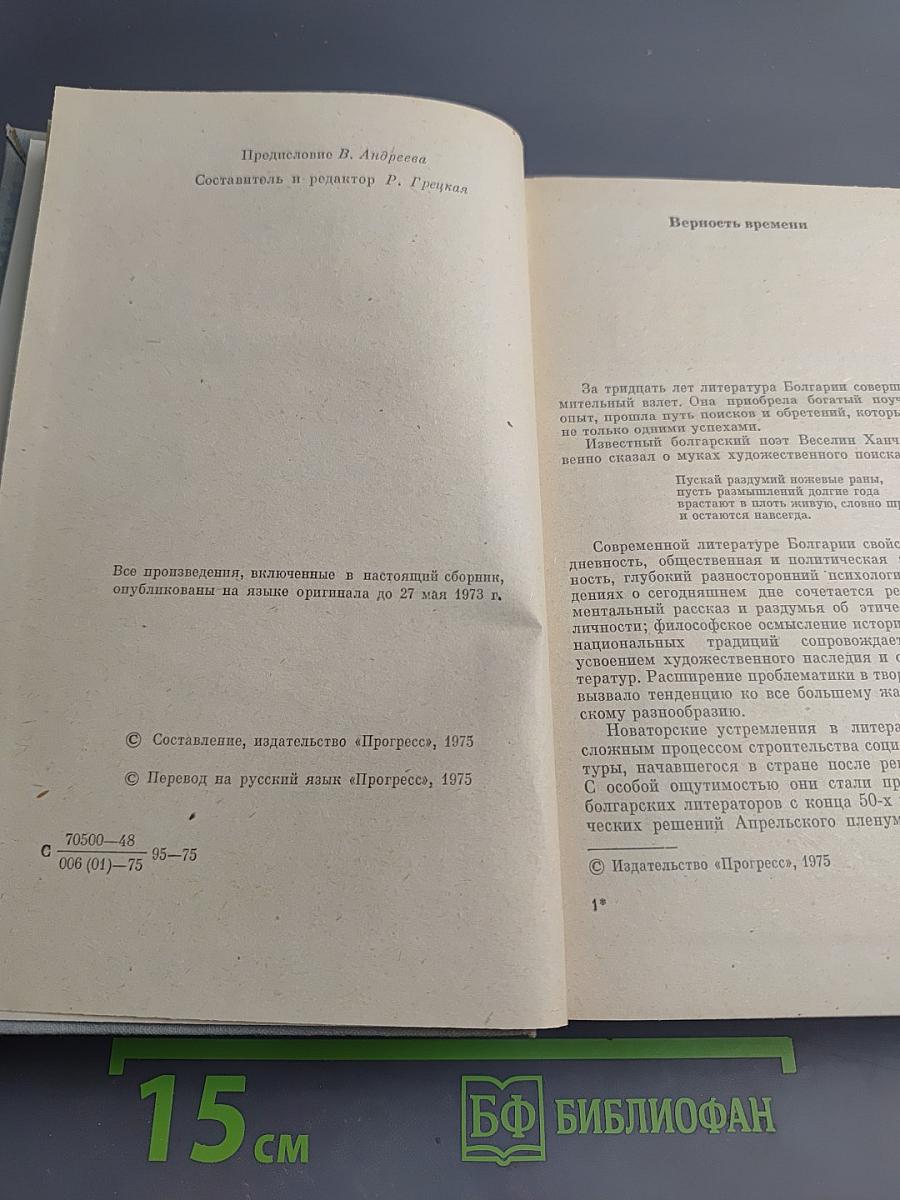 Предисловие В. Андреева
Составитель и редактор Р. Грецкая
Все произведения, включенные в настоящий сборник,
опубликованы на языке оригинала до 27 мая 1973 г.
© Составление, издательство «Прогресс», 1975
© Перевод на русский язык «Прогресс», 1975
С 70500—48
006 (01)—75 95—75
Верность времени
За тридцать лет литература Болгарии соверш
мительный взлет. Она приобрела богатый поуч
опыт, прошла путь поисков и обретений, которы
не только одними успехами.
Известный болгарский поэт Веселин Ханч
венно сказал о муках художественного поиска
Пускай раздумий ножевые раны,
пусть размышлений долгие года
врастают в плоть живую, словно шр
и остаются навсегда.
Современной литературе Болгарии свойс
дневность, общественная и политическая
ность, глубокий разносторонний психологи
дениях о сегодняшнем дне сочетается ре
ментальный рассказ и раздумья об этиче
личности; философское осмысление истори
национальных традиций сопровождает
усвоением художественного наследия и с
тератур. Расширение проблематики в твор
вызвало тенденцию ко все большему жа
скому разнообразию.
Новаторские устремления в литера
сложным процессом строительства соци
туры, начавшегося в стране после ре
С особой ощутимостью они стали пр
болгарских литераторов с конца 50-х
ческих решений Апрельского пленум
© Издательство «Прогресс», 1975
1*
15 см
БФ БИБЛИОФАН